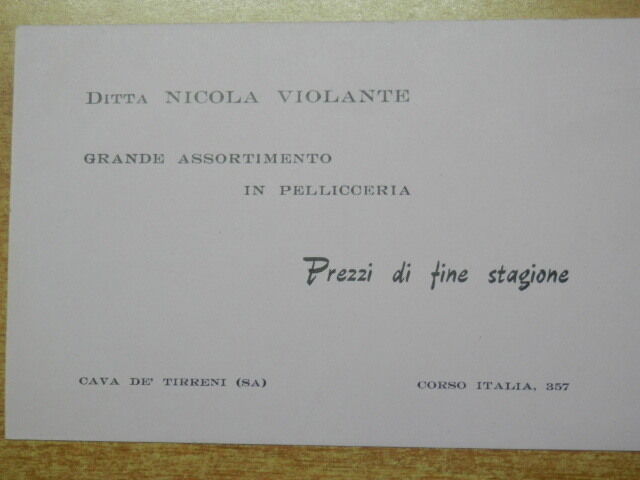 Ditta NICOLA VIOLANTE
GRANDE ASSORTIMENTO
IN PELLICCERIA
Prezzi di fine stagione
CAVA DE' TIRRENI (SA) CORSO ITALIA, 357